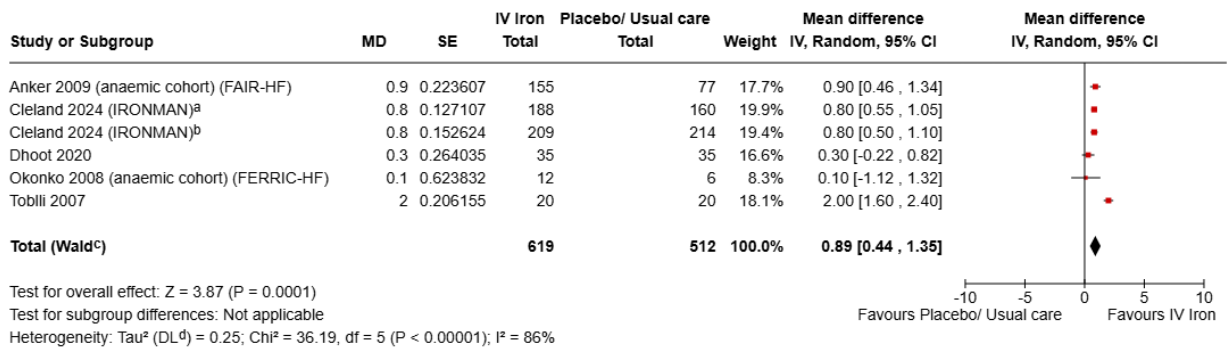 IV Iron Placebo/ Usual care Mean difference Mean difference
Study or Subgroup MD SE Total Total Weight IV, Random, 95% CI IV, Random, 95% CI
Anker 2009 (anaemic cohort) (FAIR-HF) 0.9 0.223607 155 77 17.7% 0.90 [0.46 , 1.34]
Cleland 2024 (IRONMAN)ᵃ 0.8 0.127107 188 160 19.9% 0.80 [0.55 , 1.05]
Cleland 2024 (IRONMAN)ᵇ 0.8 0.152624 209 214 19.4% 0.80 [0.50 , 1.10]
Dhoot 2020 0.3 0.264035 35 35 16.6% 0.30 [-0.22 , 0.82]
Okonko 2008 (anaemic cohort) (FERRIC-HF) 0.1 0.623832 12 6 8.3% 0.10 [-1.12 , 1.32]
Toblli 2007 2 0.206155 20 20 18.1% 2.00 [1.60 , 2.40]
Total (Waldᶜ) 619 512 100.0% 0.89 [0.44 , 1.35]
Test for overall effect: Z = 3.87 (P = 0.0001)
-10 -5 0 5 10
Test for subgroup differences: Not applicable
Favours Placebo/ Usual care Favours IV Iron
Heterogeneity: Tau² (DLᵈ) = 0.25; Chi² = 36.19, df = 5 (P < 0.00001); I² = 86%